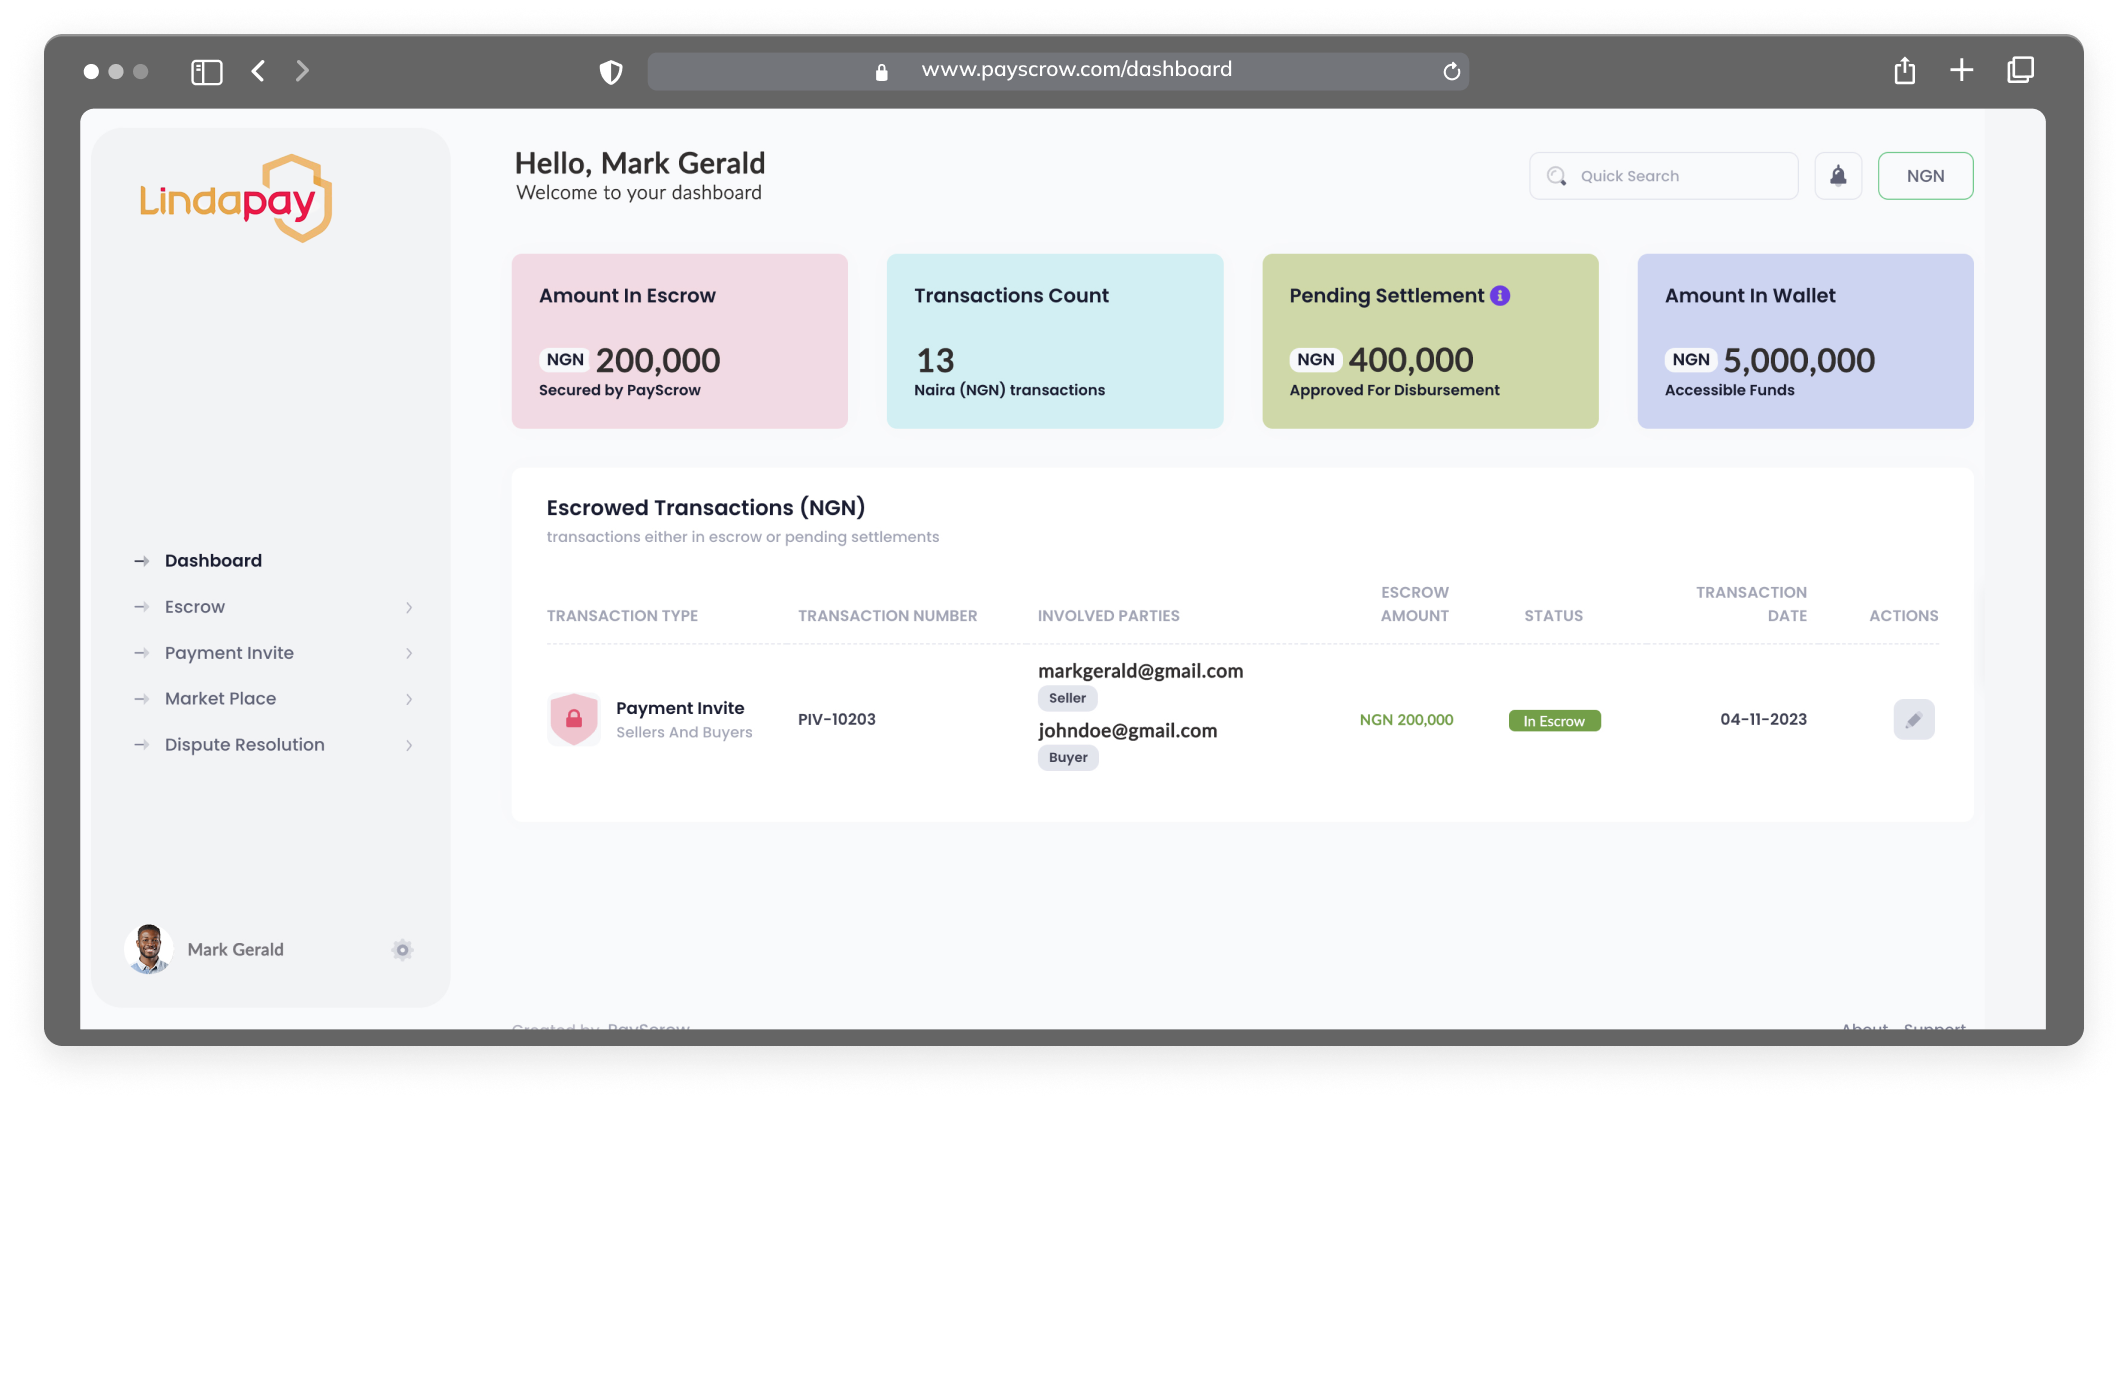 www.payscrow.com/dashboard
Lindapay
Hello, Mark Gerald
Welcome to your dashboard
Quick Search
NGN
Amount In Escrow
NGN 200,000
Secured by PayScrow
Transactions Count
13
Naira (NGN) transactions
Pending Settlement
NGN 400,000
Approved For Disbursement
Amount In Wallet
NGN 5,000,000
Accessible Funds
Dashboard
Escrow
Payment Invite
Market Place
Dispute Resolution
Mark Gerald
Escrowed Transactions (NGN)
transactions either in escrow or pending settlements
TRANSACTION TYPE
TRANSACTION NUMBER
INVOLVED PARTIES
ESCROW
AMOUNT
STATUS
TRANSACTION
DATE
ACTIONS
Payment Invite
Sellers And Buyers
PIV-10203
markgerald@gmail.com
Seller
johndoe@gmail.com
Buyer
NGN 200,000
In Escrow
04-11-2023
Created by PayScrow
About Support